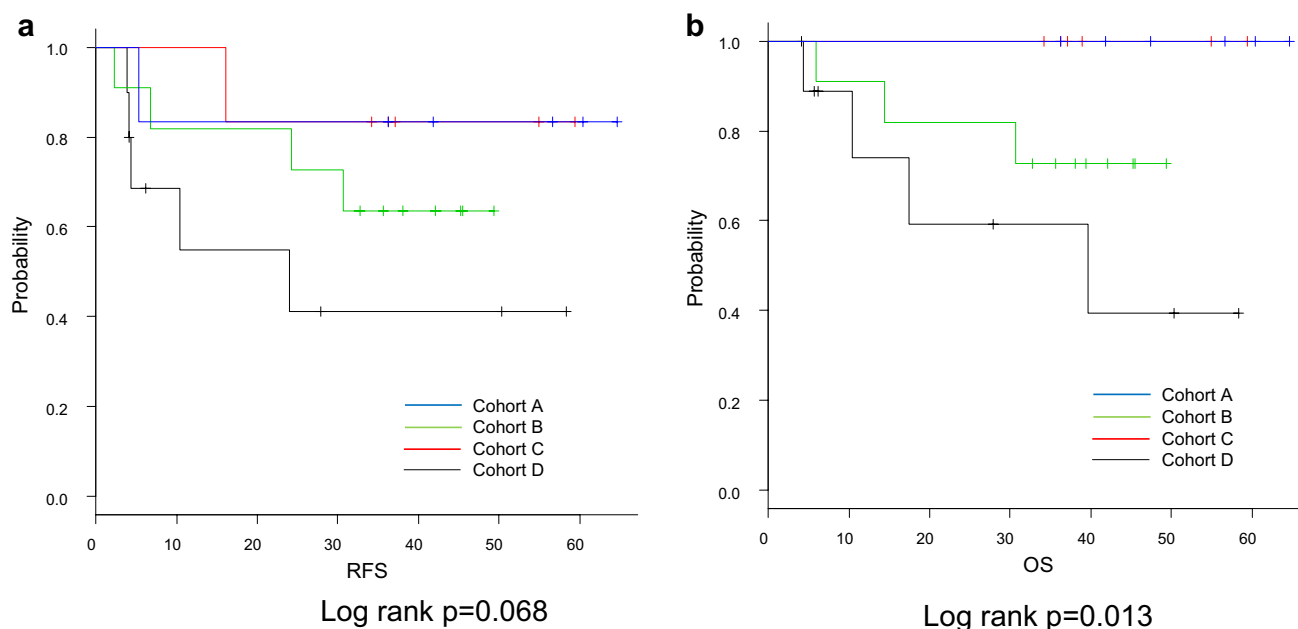 a
1.0
0.8
0.6
0.4
0.2
0.0
Probability
0 10 20 30 40 50 60
RFS
Cohort A
Cohort B
Cohort C
Cohort D
Log rank p=0.068
b
1.0
0.8
0.6
0.4
0.2
0.0
Probability
0 10 20 30 40 50 60
OS
Cohort A
Cohort B
Cohort C
Cohort D
Log rank p=0.013